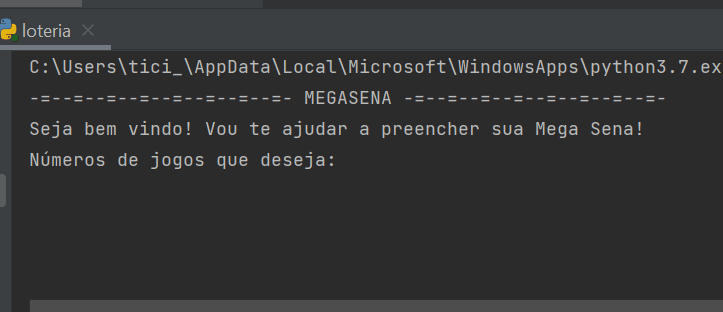 loteria
C:\Users\tici_\AppData\Local\Microsoft\WindowsApps\python3.7.ex
-=--=--=--=--=--=--=--=--=- MEGASENA -=--=--=--=--=--=--=--=--=-
Seja bem vindo! Vou te ajudar a preencher sua Mega Sena!
Números de jogos que deseja: